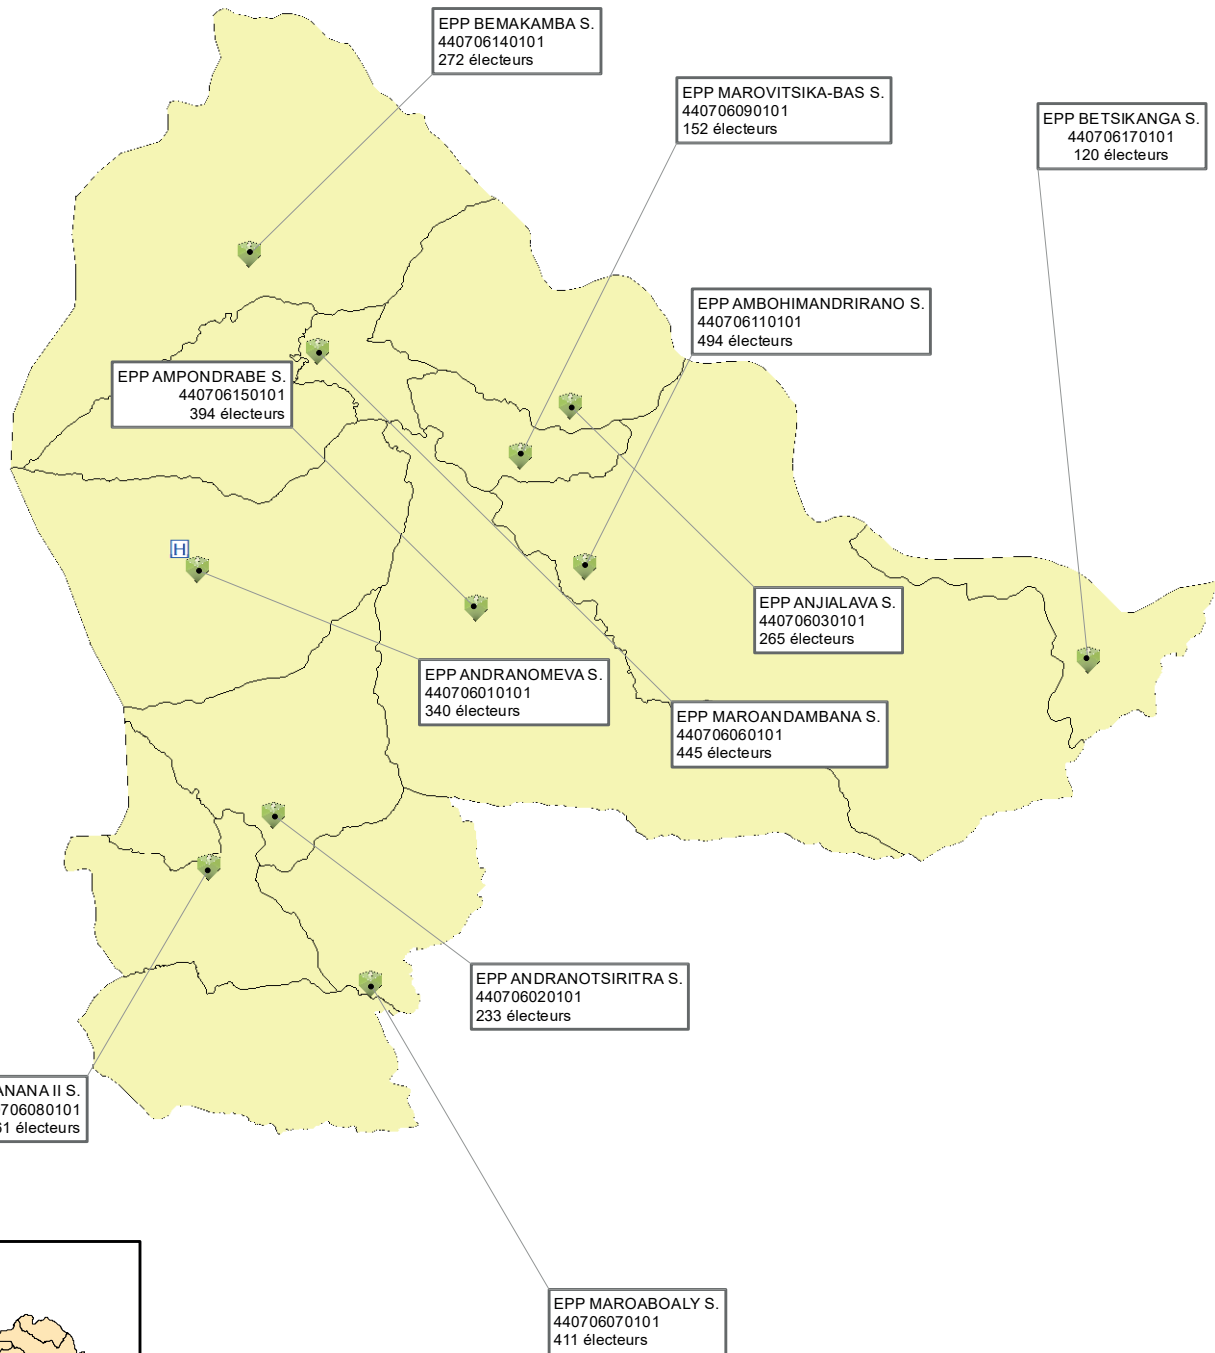 EPP BEMAKAMBA S.
440706140101
272 électeurs
EPP MAROVITSIKA-BAS S.
440706090101
152 électeurs
EPP BETSIKANGA S.
440706170101
120 électeurs
EPP AMBOHIMANDRIRANO S.
440706110101
494 électeurs
EPP AMPONDRABE S.
440706150101
394 électeurs
H
EPP ANJIALAVA S.
440706030101
265 électeurs
EPP ANDRANOMEVA S.
440706010101
340 électeurs
EPP MAROANDAMBANA S.
440706060101
445 électeurs
EPP ANDRANOTSIRITRA S.
440706020101
233 électeurs
II S.
706080101
électeurs
EPP MAROABOALY S.
440706070101
411 électeurs